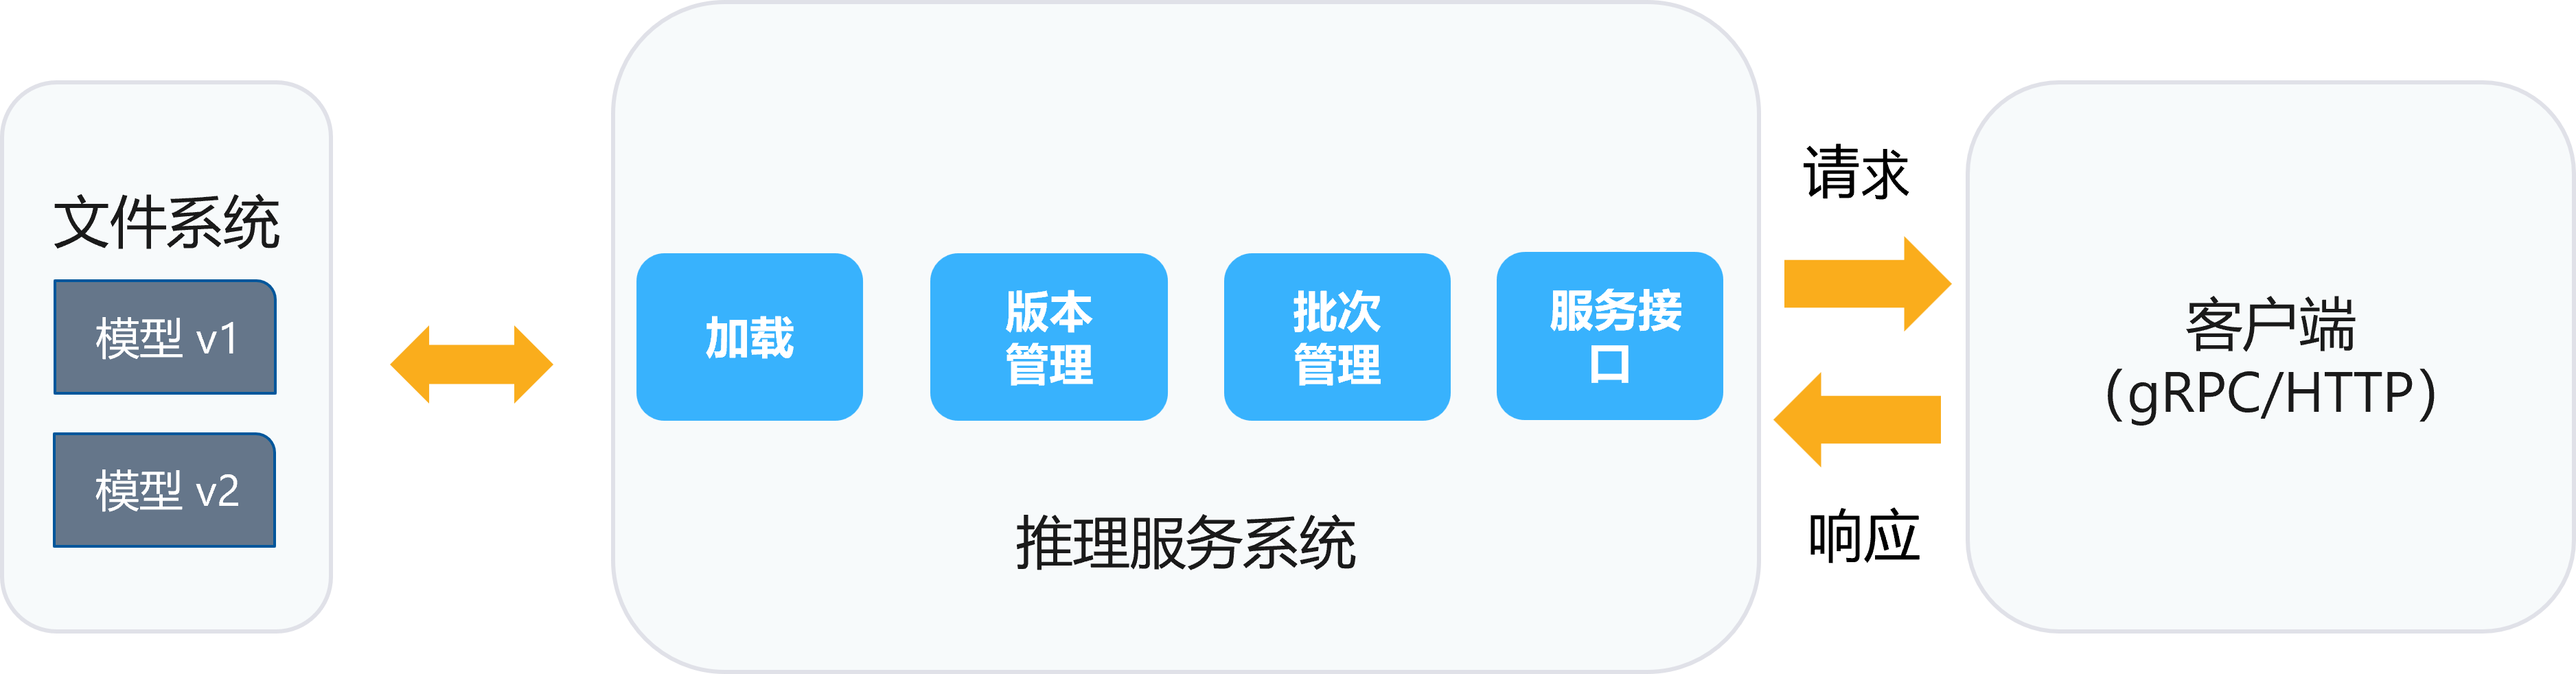 文件系统
模型 v1
模型 v2
加载
版本
管理
批次
管理
服务接
口
推理服务系统
请求
响应
客户端
（gRPC/HTTP）